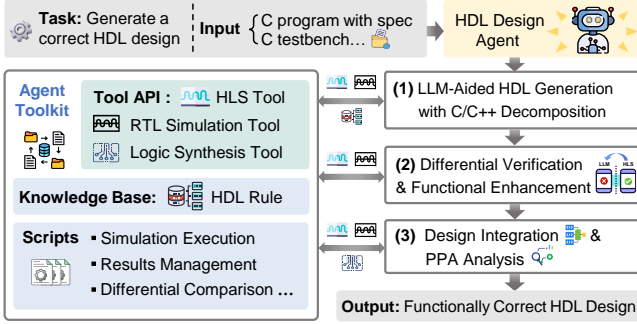 Task: Generate a
correct HDL design
Input
C program with spec
C testbench…
HDL Design
Agent
Agent
Toolkit
Tool API : HLS Tool
RTL Simulation Tool
Logic Synthesis Tool
Knowledge Base: HDL Rule
Scripts
▪ Simulation Execution
▪ Results Management
▪ Differential Comparison ...
(1) LLM-Aided HDL Generation
with C/C++ Decomposition
(2) Differential Verification
& Functional Enhancement
LLM HLS
(3) Design Integration &
PPA Analysis
Output: Functionally Correct HDL Design